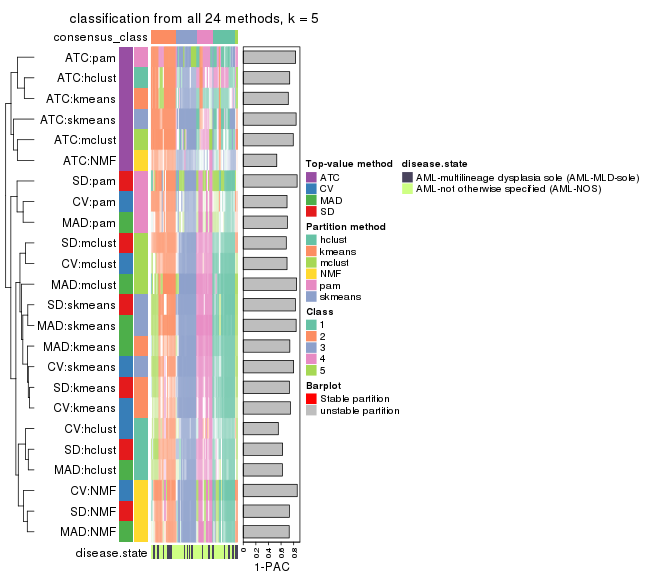 classification from all 24 methods, k = 5
consensus_class
ATC:pam
ATC:hclust
ATC:kmeans
ATC:skmeans
ATC:mclust
ATC:NMF
SD:pam
CV:pam
MAD:pam
SD:mclust
CV:mclust
MAD:mclust
SD:skmeans
MAD:skmeans
MAD:kmeans
CV:skmeans
SD:kmeans
CV:kmeans
CV:hclust
SD:hclust
MAD:hclust
CV:NMF
SD:NMF
MAD:NMF
disease.state
0 0.2 0.4 0.6 0.8
1-PAC
Top-value method
ATC
CV
MAD
SD
Partition method
hclust
kmeans
mclust
NMF
pam
skmeans
Class
1
2
3
4
5
Barplot
Stable partition
unstable partition
disease.state
AML-multilineage dysplasia sole (AML-MLD-sole)
AML-not otherwise specified (AML-NOS)